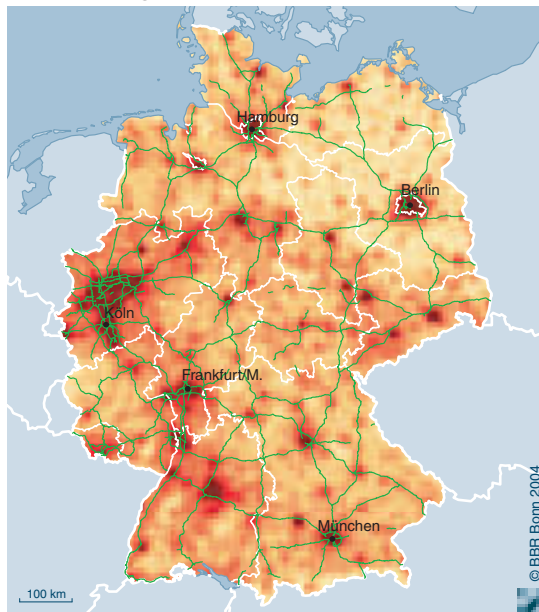 Hamburg
Berlin
Köln
Frankfurt/M.
München
100 km
© BBR Bonn 2004